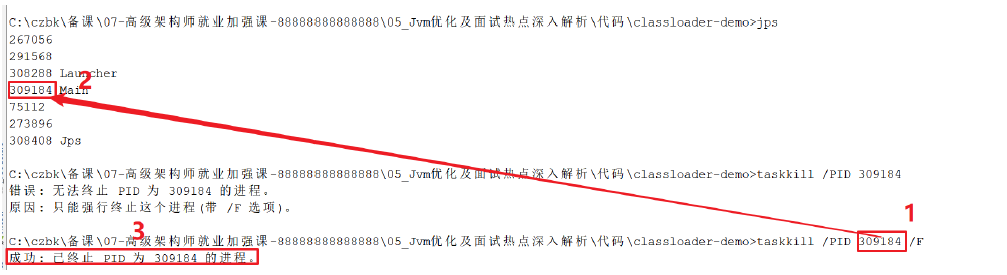 C:\czbk\备课\07-高级架构师就业加强课-88888888888888\05_Jvm优化及面试热点深入解析\代码\classloader-demo>jps
267056
291568
308288 Launcher
309184 Main
2
75112
273896
308408 Jps
C:\czbk\备课\07-高级架构师就业加强课-88888888888888\05_Jvm优化及面试热点深入解析\代码\classloader-demo>taskkill /PID 309184
错误: 无法终止 PID 为 309184 的进程。
原因: 只能强行终止这个进程(带 /F 选项)。
1
3
C:\czbk\备课\07-高级架构师就业加强课-88888888888888\05_Jvm优化及面试热点深入解析\代码\classloader-demo>taskkill /PID 309184 /F
成功: 已终止 PID 为 309184 的进程。